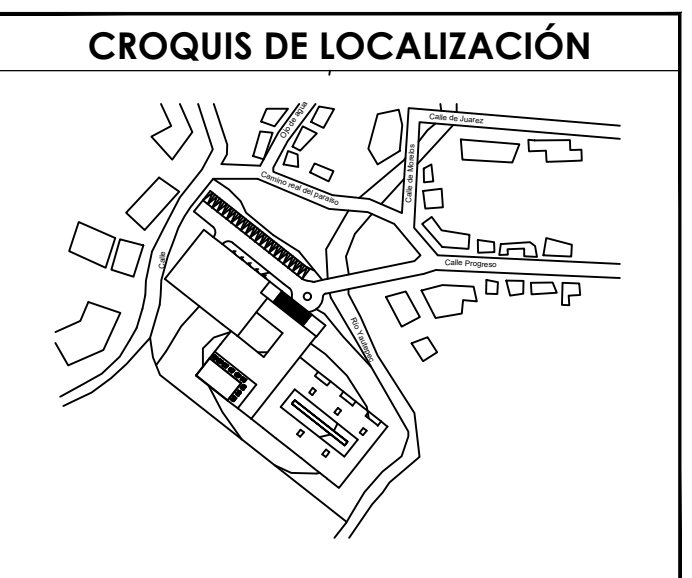 CROQUIS DE LOCALIZACIÓN
Ojo de agua
Calle de Juarez
Calle de Morelos
Camino real del paraiso
Calle
Calle Progreso
Río Yautepec